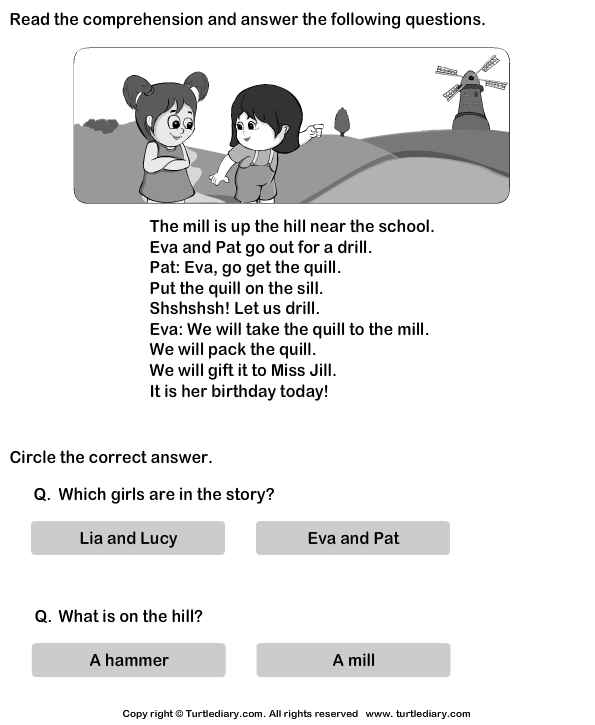 Read the comprehension and answer the following questions.
The mill is up the hill near the school.
Eva and Pat go out for a drill.
Pat: Eva, go get the quill.
Put the quill on the sill.
Shshshsh! Let us drill.
Eva: We will take the quill to the mill.
We will pack the quill.
We will gift it to Miss Jill.
It is her birthday today!
Circle the correct answer.
Q. Which girls are in the story?
Lia and Lucy
Eva and Pat
Q. What is on the hill?
A hammer
A mill
Copy right © Turtlediary.com. All rights reserved www. turtlediary.com